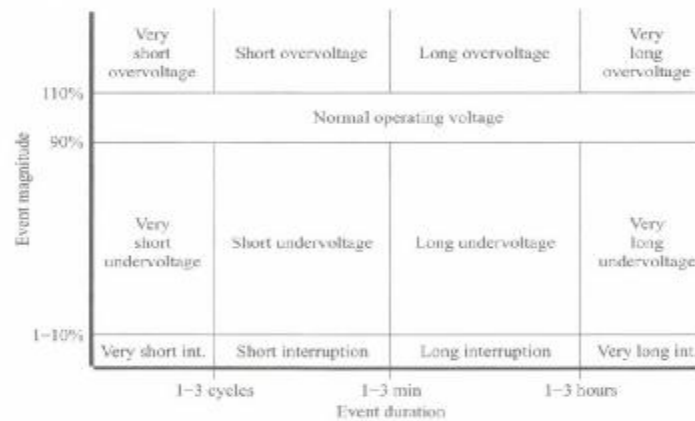 Very
short
overvoltage
Short overvoltage
Long overvoltage
Very
long
overvoltage
110%
Normal operating voltage
90%
Event magnitude
Very
short
undervoltage
Short undervoltage
Long undervoltage
Very
long
undervoltage
1−10%
Very short int.
Short interruption
Long interruption
Very long int.
1−3 cycles
1−3 min
1−3 hours
Event duration